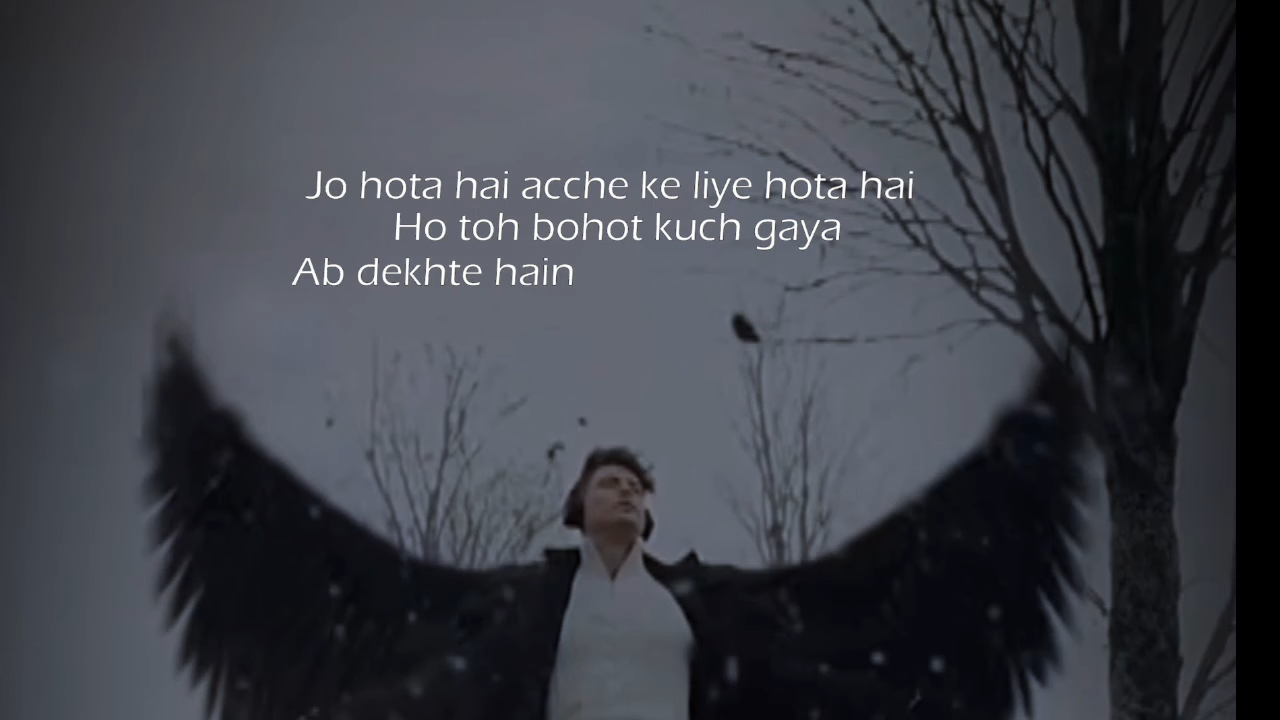 Jo hota hai acche ke liye hota hai
Ho toh bohot kuch gaya
Ab dekhte hain